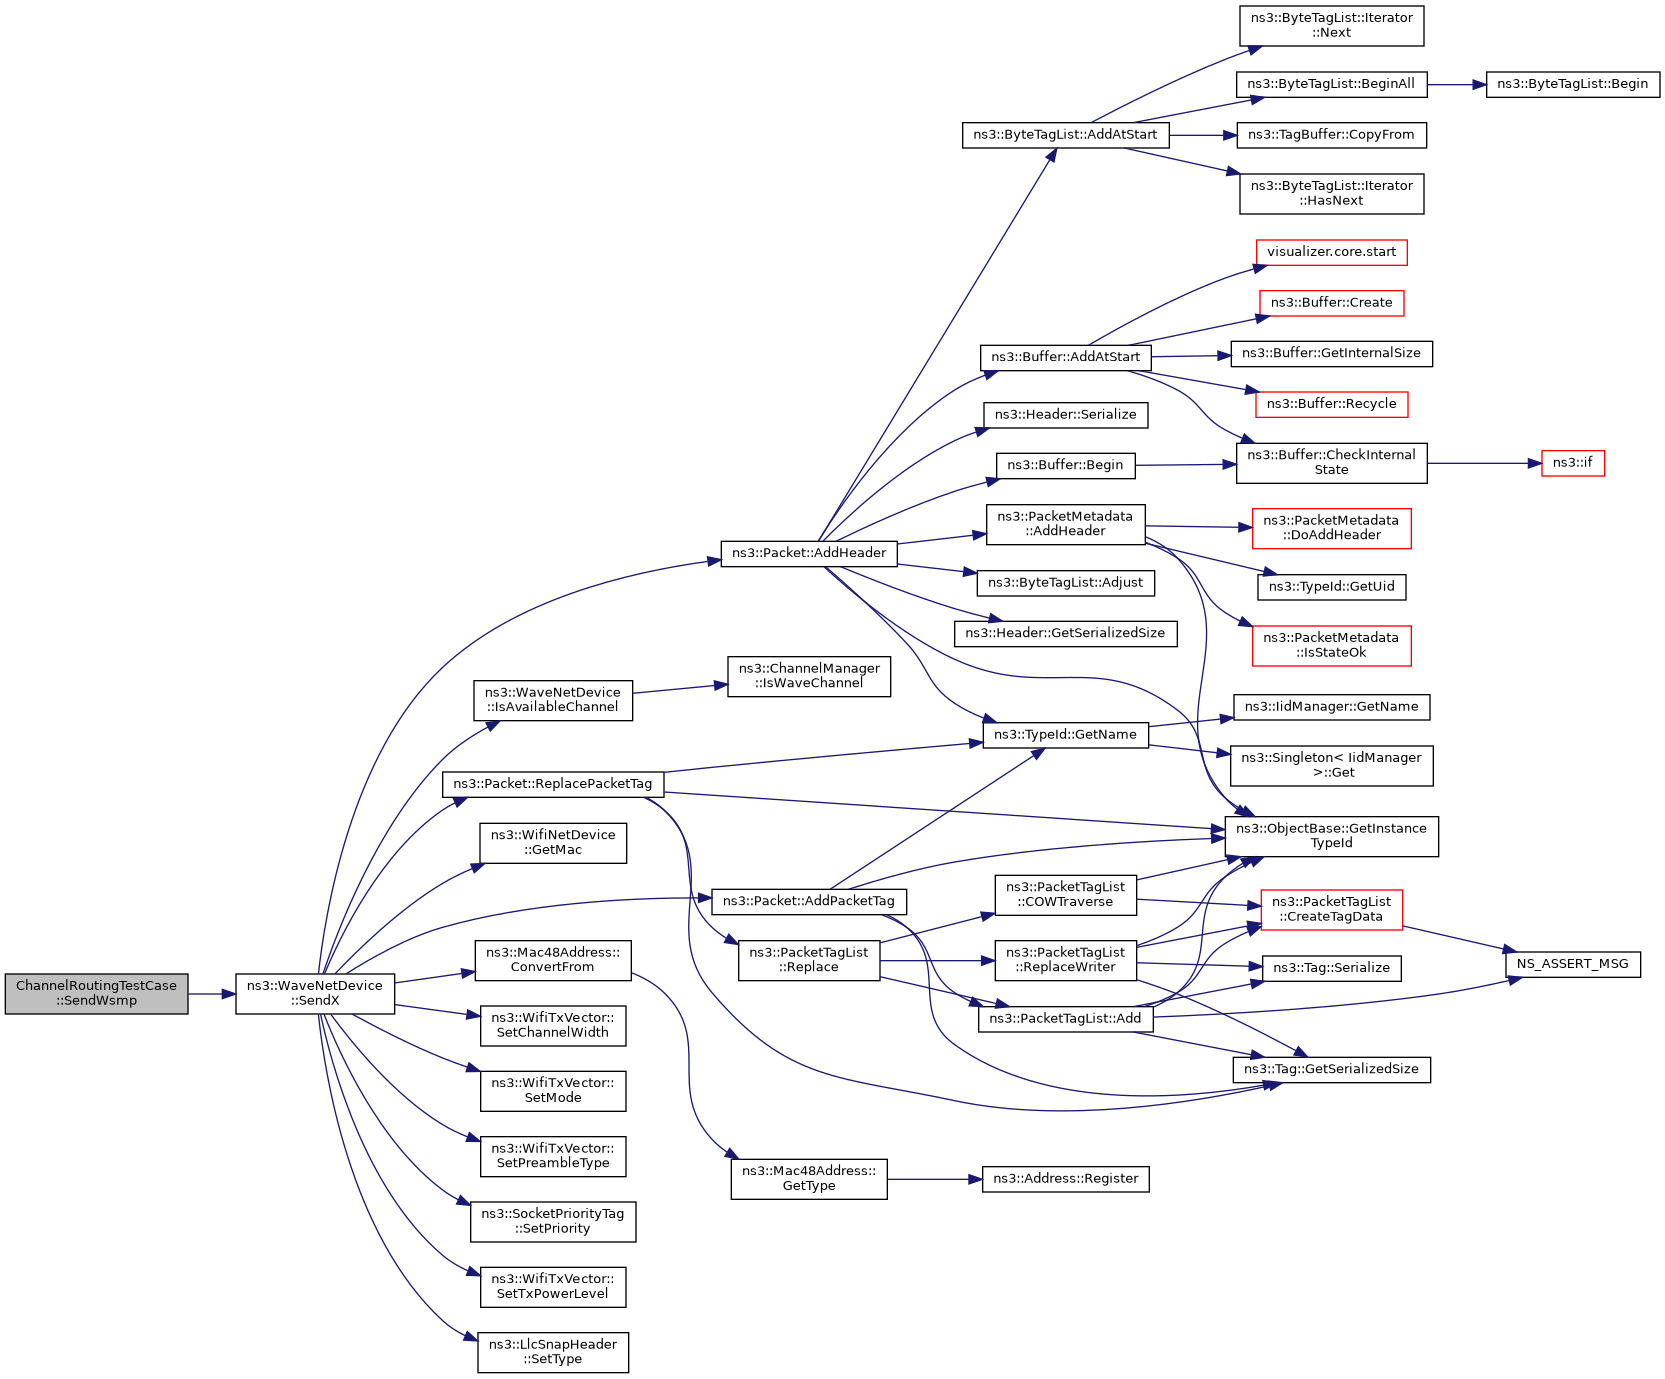 ns3::ByteTagList::Iterator
::Next
ns3::ByteTagList::BeginAll
ns3::ByteTagList::Begin
ns3::ByteTagList::AddAtStart
ns3::TagBuffer::CopyFrom
ns3::ByteTagList::Iterator
::HasNext
visualizer.core.start
ns3::Buffer::Create
ns3::Buffer::AddAtStart
ns3::Buffer::GetInternalSize
ns3::Buffer::Recycle
ns3::Header::Serialize
ns3::Buffer::CheckInternal
State
ns3::if
ns3::Buffer::Begin
ns3::PacketMetadata
::AddHeader
ns3::PacketMetadata
::DoAddHeader
ns3::Packet::AddHeader
ns3::ByteTagList::Adjust
ns3::TypeId::GetUid
ns3::Header::GetSerializedSize
ns3::PacketMetadata
::IsStateOk
ns3::ChannelManager
::IsWaveChannel
ns3::WaveNetDevice
::IsAvailableChannel
ns3::IidManager::GetName
ns3::TypeId::GetName
ns3::Singleton< IidManager
>::Get
ns3::Packet::ReplacePacketTag
ns3::WifiNetDevice
::GetMac
ns3::ObjectBase::GetInstance
TypeId
ns3::Packet::AddPacketTag
ns3::PacketTagList
::COWTraverse
ns3::PacketTagList
::CreateTagData
ns3::Mac48Address::
ConvertFrom
ns3::PacketTagList
::Replace
ns3::PacketTagList
::ReplaceWriter
ns3::Tag::Serialize
NS_ASSERT_MSG
ChannelRoutingTestCase
::SendWsmp
ns3::WaveNetDevice
::SendX
ns3::WifiTxVector::
SetChannelWidth
ns3::PacketTagList::Add
ns3::Tag::GetSerializedSize
ns3::WifiTxVector::
SetMode
ns3::WifiTxVector::
SetPreambleType
ns3::Mac48Address::
GetType
ns3::Address::Register
ns3::SocketPriorityTag
::SetPriority
ns3::WifiTxVector::
SetTxPowerLevel
ns3::LlcSnapHeader
::SetType